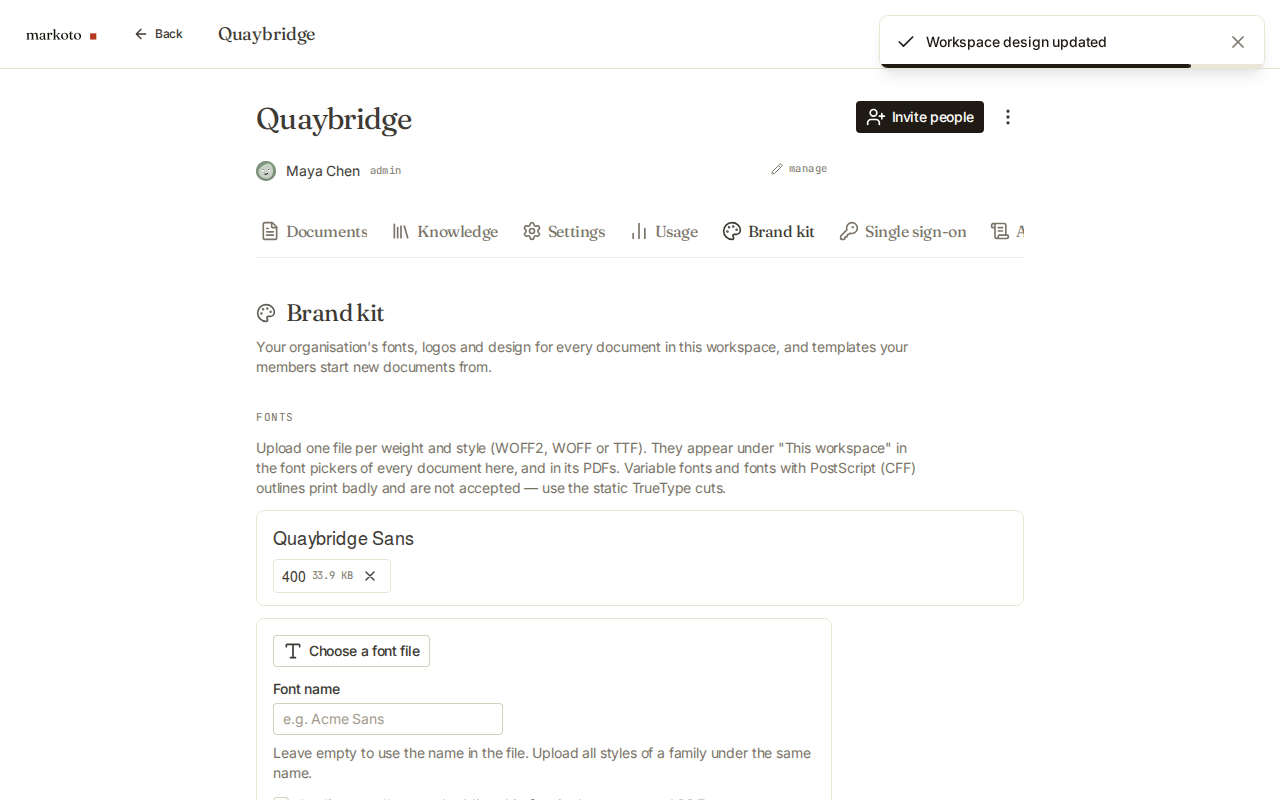 markoto
Back
Quaybridge
Workspace design updated
Quaybridge
Invite people
Maya Chen admin
manage
Documents
Knowledge
Settings
Usage
Brand kit
Single sign-on
Brand kit
Your organisation's fonts, logos and design for every document in this workspace, and templates your
members start new documents from.
FONTS
Upload one file per weight and style (WOFF2, WOFF or TTF). They appear under "This workspace" in
the font pickers of every document here, and in its PDFs. Variable fonts and fonts with PostScript (CFF)
outlines print badly and are not accepted — use the static TrueType cuts.
Quaybridge Sans
400 33.9 KB
Choose a font file
Font name
e.g. Acme Sans
Leave empty to use the name in the file. Upload all styles of a family under the same
name.